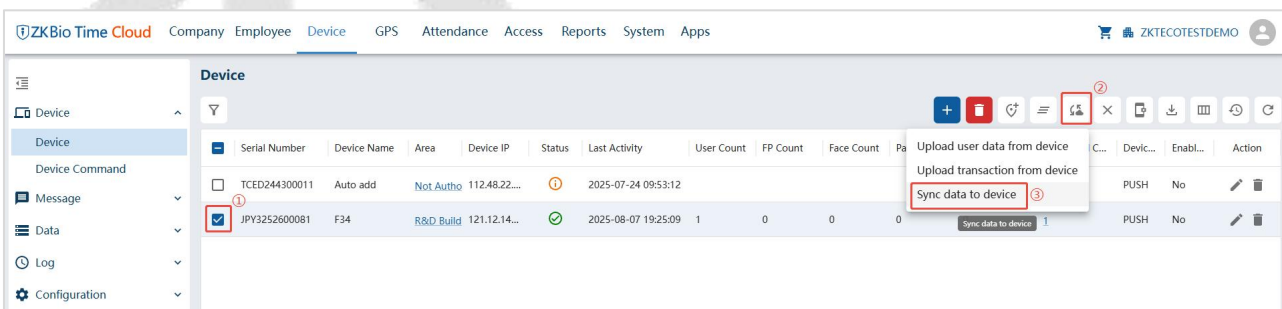 ZKBio Time Cloud Company Employee Device GPS Attendance Access Reports System Apps ZKTECOTESTDEMO
Device
Device
Device
Device Command
Message
Data
Log
Configuration
②
Serial Number Device Name Area Device IP Status Last Activity User Count FP Count Face Count Pa C... Devic... Enabl... Action
TCED244300011 Auto add Not Autho 112.48.22.... 2025-07-24 09:53:12 PUSH No
①
JPY3252600081 F34 R&D Build 121.12.14... 2025-08-07 19:25:09 1 0 0 0 1 PUSH No
Upload user data from device
Upload transaction from device
Sync data to device ③
Sync data to device